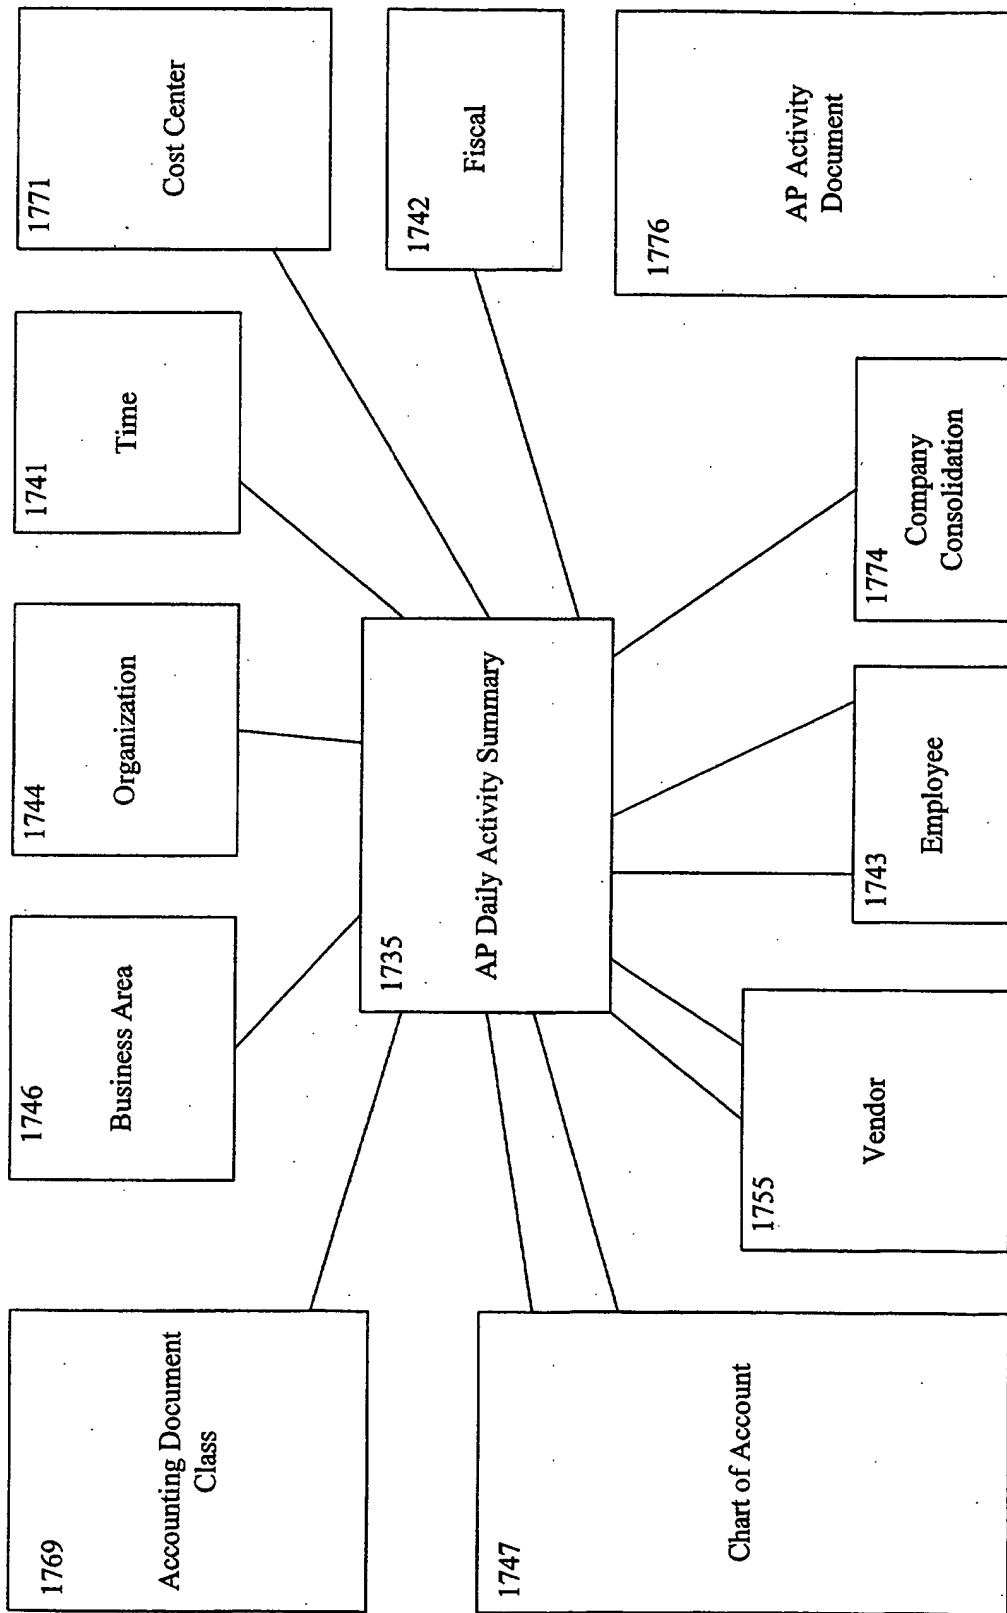 1769
Accounting Document
Class
1746
Business Area
1744
Organization
1741
Time
1771
Cost Center
1735
AP Daily Activity Summary
1742
Fiscal
1747
Chart of Account
1755
Vendor
1743
Employee
1774
Company
Consolidation
1776
AP Activity
Document